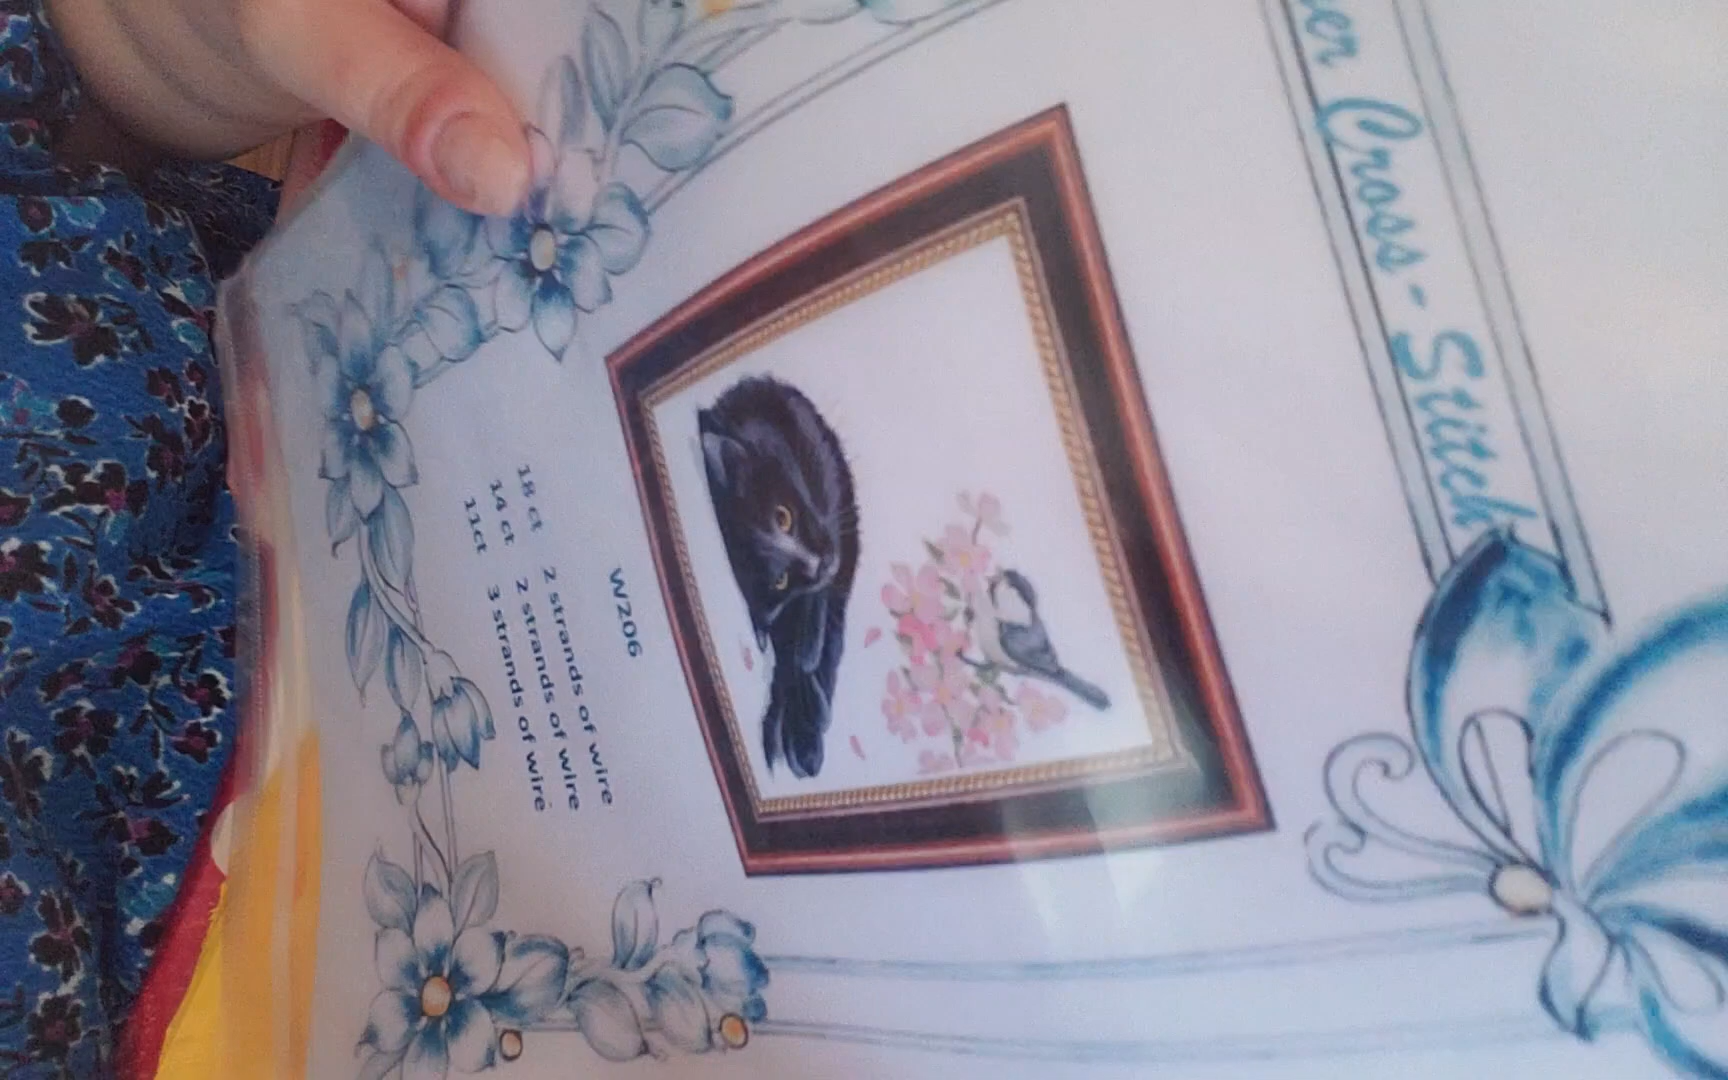 Cross-Stitch
W206
18 ct 2 strands of wire
14 ct 2 strands of wire
11ct 3 strands of wire